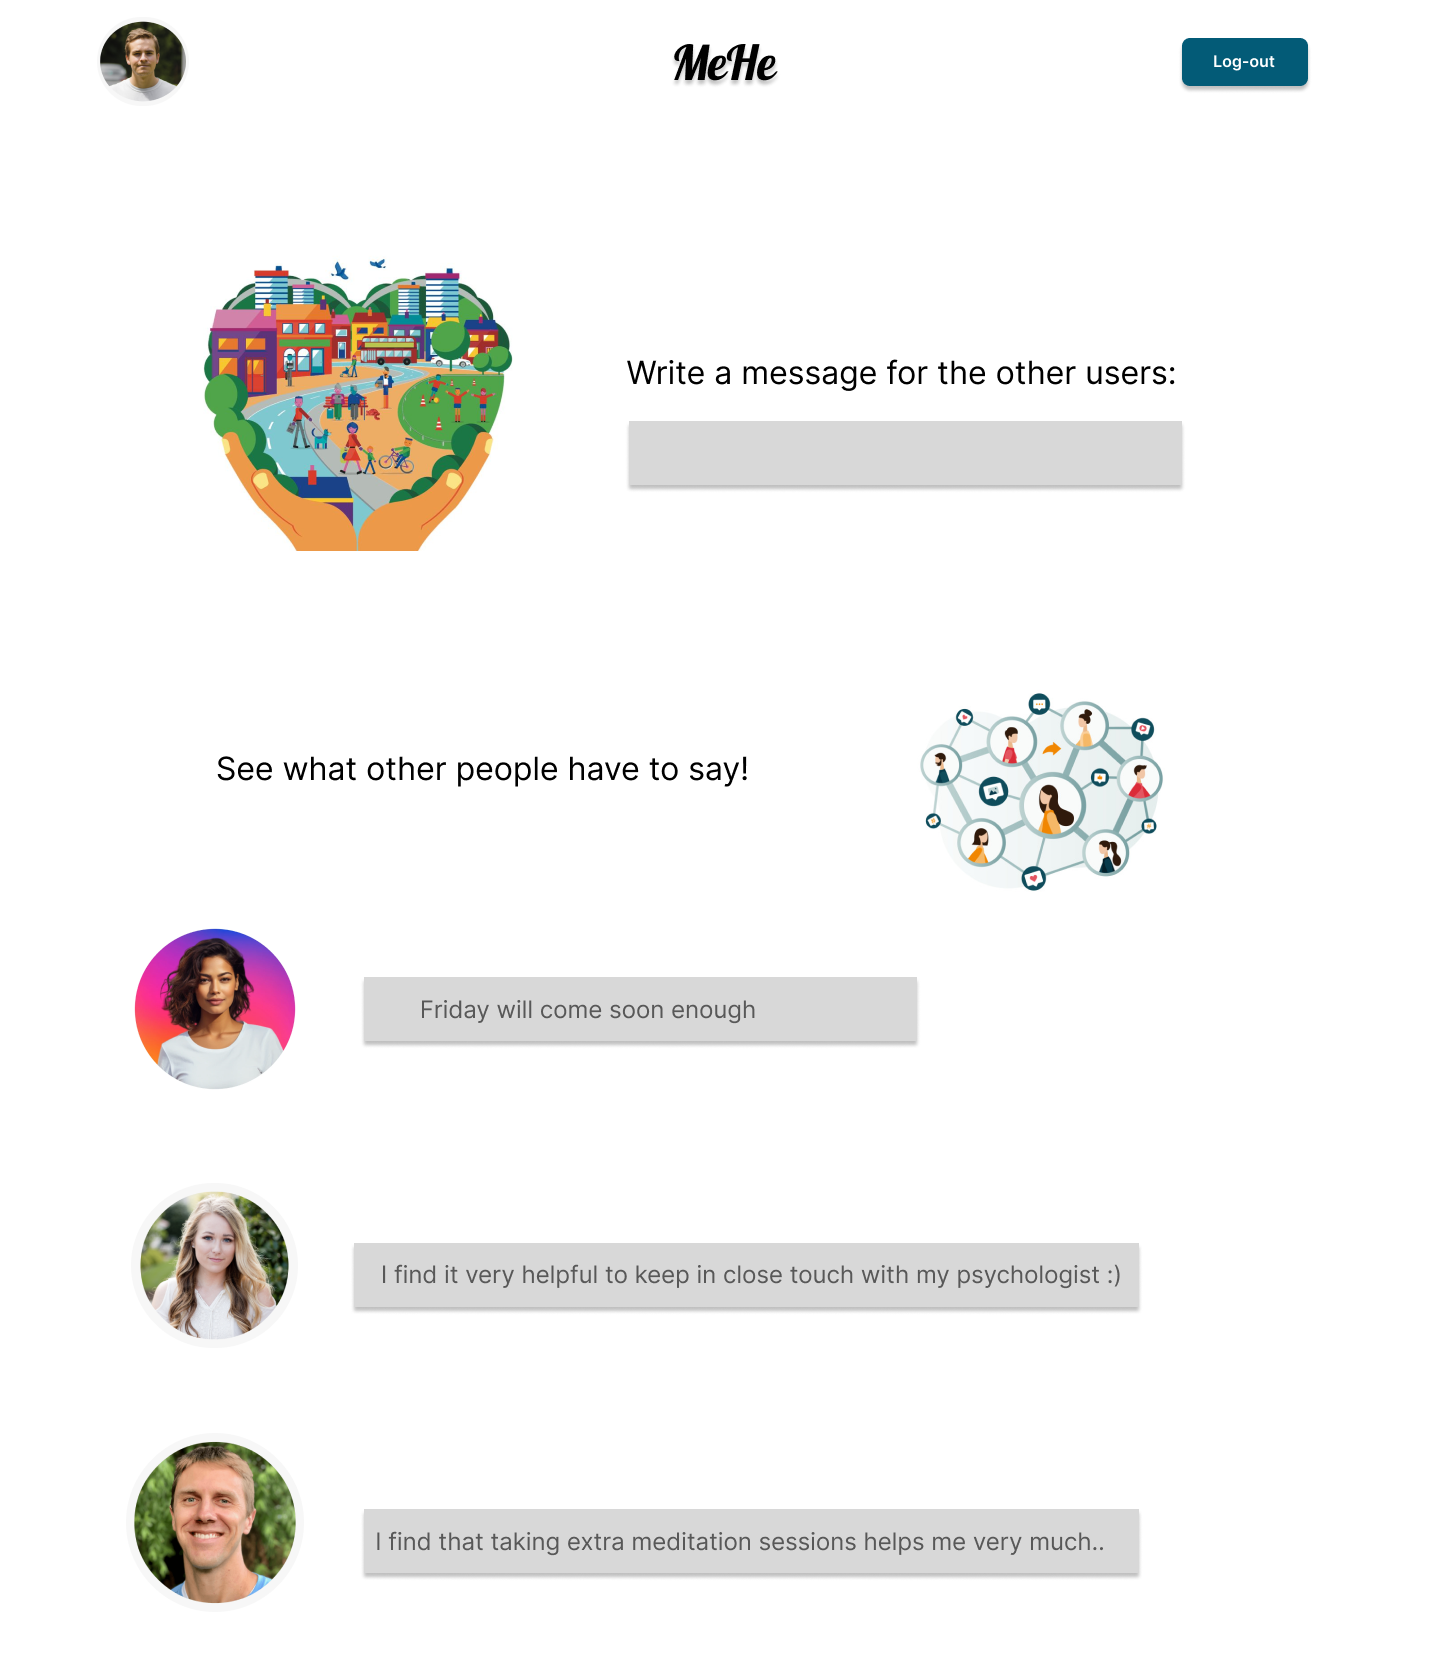 MeHe
Log-out
Write a message for the other users:
See what other people have to say!
Friday will come soon enough
I find it very helpful to keep in close touch with my psychologist :)
I find that taking extra meditation sessions helps me very much..